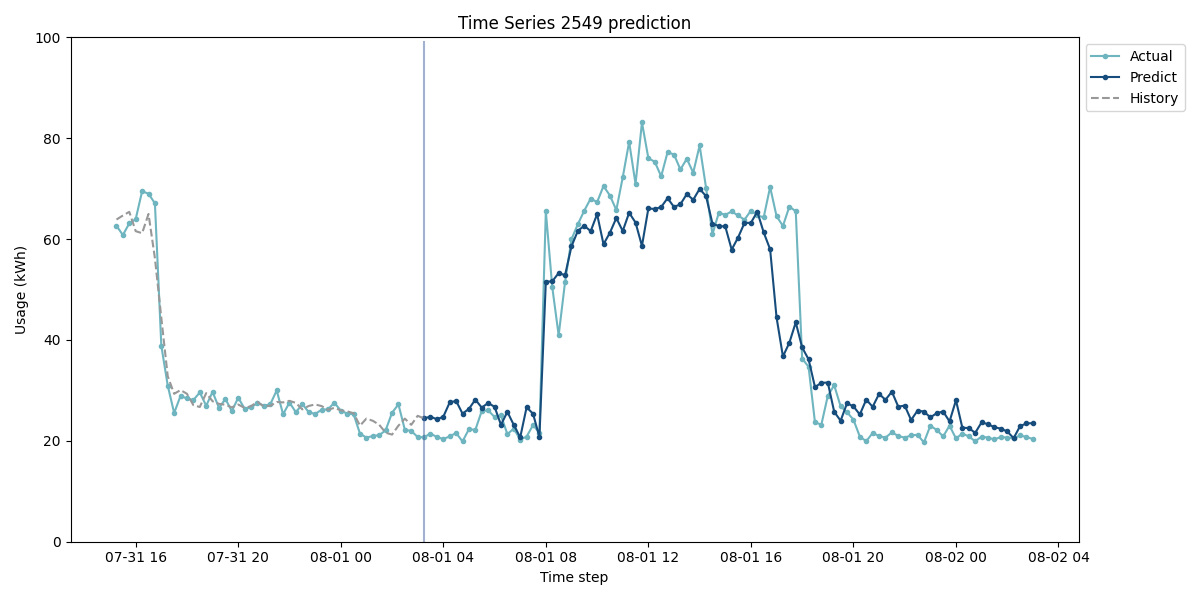 Time Series 2549 prediction
100
80
60
40
20
0
Usage (kWh)
07-31 16
07-31 20
08-01 00
08-01 04
08-01 08
08-01 12
08-01 16
08-01 20
08-02 00
08-02 04
Time step
Actual
Predict
History